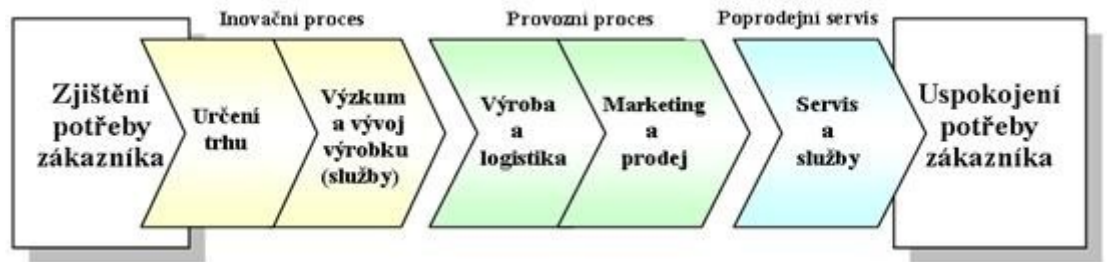 Inovační proces
Provozní proces
Poprodejní servis
Zjištění
potřeby
zákazníka
Určení
trhu
Výzkum
a vývoj
výrobku
(služby)
Výroba
a
logistika
Marketing
a
prodej
Servis
a
služby
Uspokojení
potřeby
zákazníka